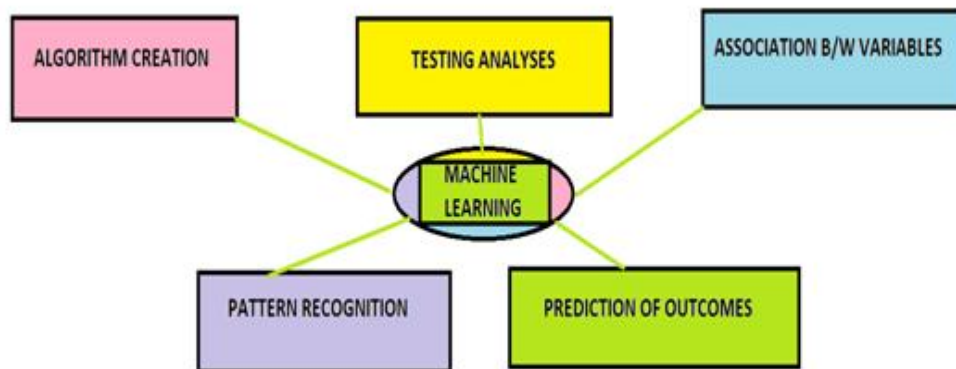 ALGORITHM CREATION
TESTING ANALYSES
ASSOCIATION B/W VARIABLES
MACHINE
LEARNING
PATTERN RECOGNITION
PREDICTION OF OUTCOMES